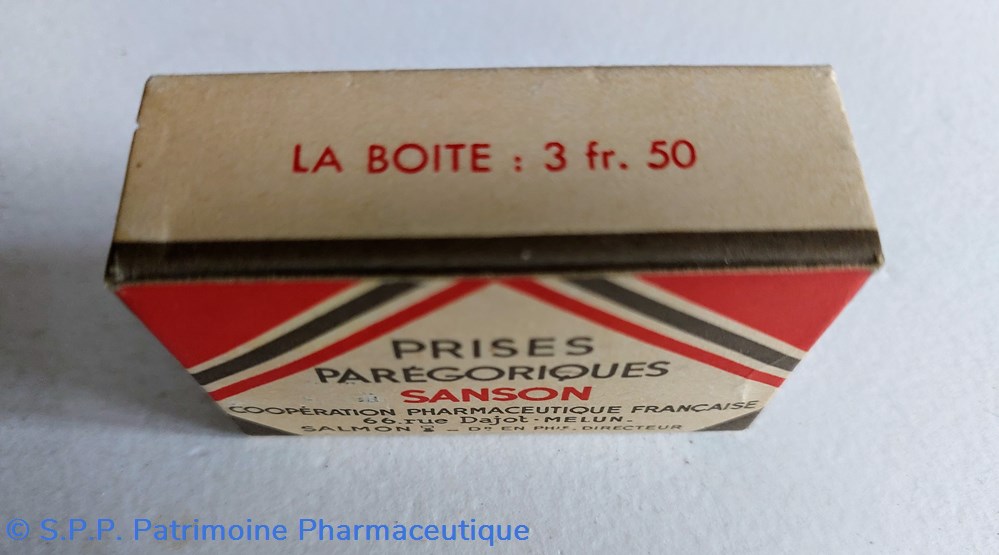 LA BOITE : 3 fr. 50
PRISES
PARÉGORIQUES
SANSON
COOPÉRATION PHARMACEUTIQUE FRANÇAISE
66, rue Dajot - MELUN.
SALMON - Dr EN PHIE. DIRECTEUR
© S.P.P. Patrimoine Pharmaceutique